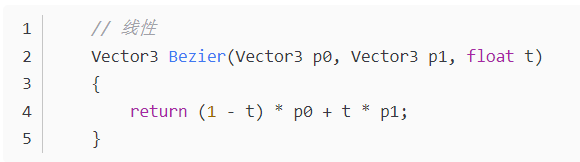 1 // 线性
2 Vector3 Bezier(Vector3 p0, Vector3 p1, float t)
3 {
4 return (1 - t) * p0 + t * p1;
5 }